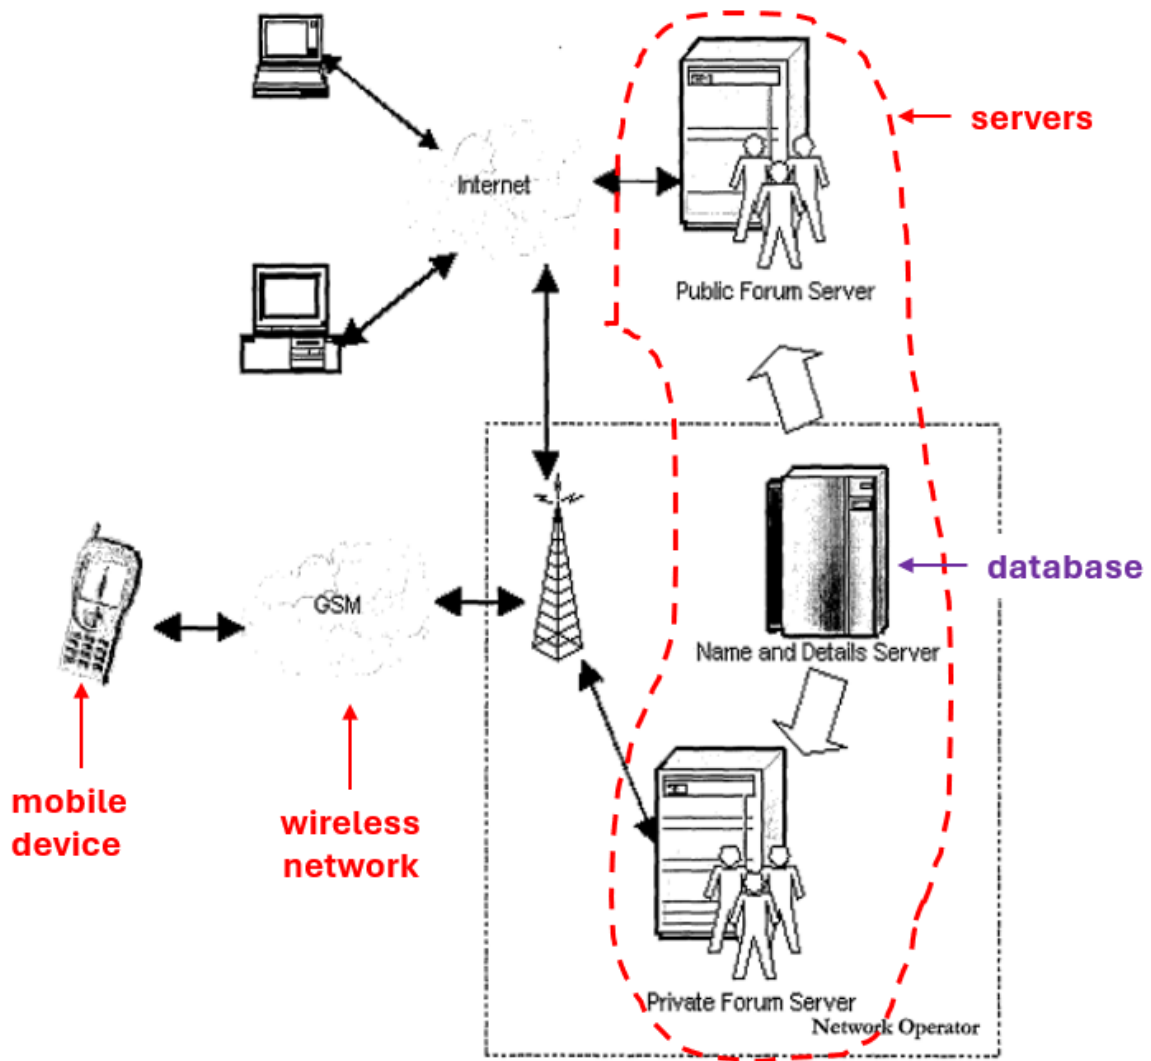 servers
Internet
Public Forum Server
database
GSM
Name and Details Server
mobile
device
wireless
network
Private Forum Server
Network Operator